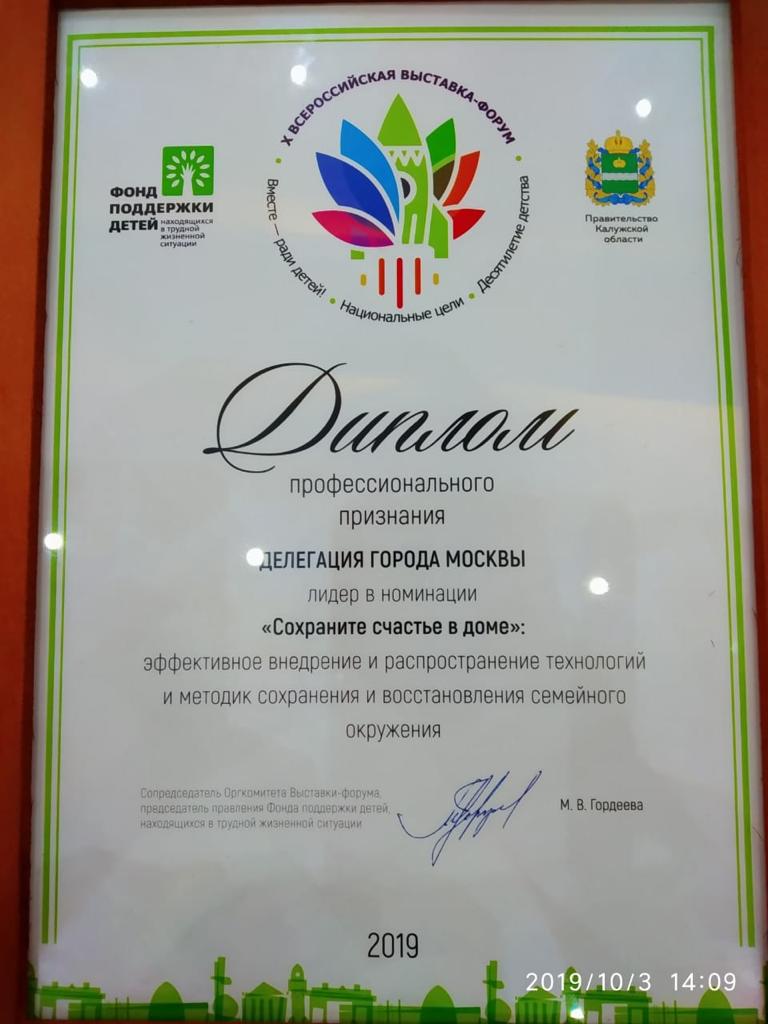 X ВСЕРОССИЙСКАЯ ВЫСТАВКА-ФОРУМ
Вместе — ради детей!
Национальные цели
Десятилетие детства
ФОНД
ПОДДЕРЖКИ
ДЕТЕЙ
находящихся
в трудной
жизненной
ситуации
Правительство
Калужской
области
Диплом
профессионального
признания
ДЕЛЕГАЦИЯ ГОРОДА МОСКВЫ
лидер в номинации
«Сохраните счастье в доме»:
эффективное внедрение и распространение технологий
и методик сохранения и восстановления семейного
окружения
Сопредседатель Оргкомитета Выставки-форума,
председатель правления Фонда поддержки детей,
находящихся в трудной жизненной ситуации
М. В. Гордеева
2019
2019/10/3 14:09